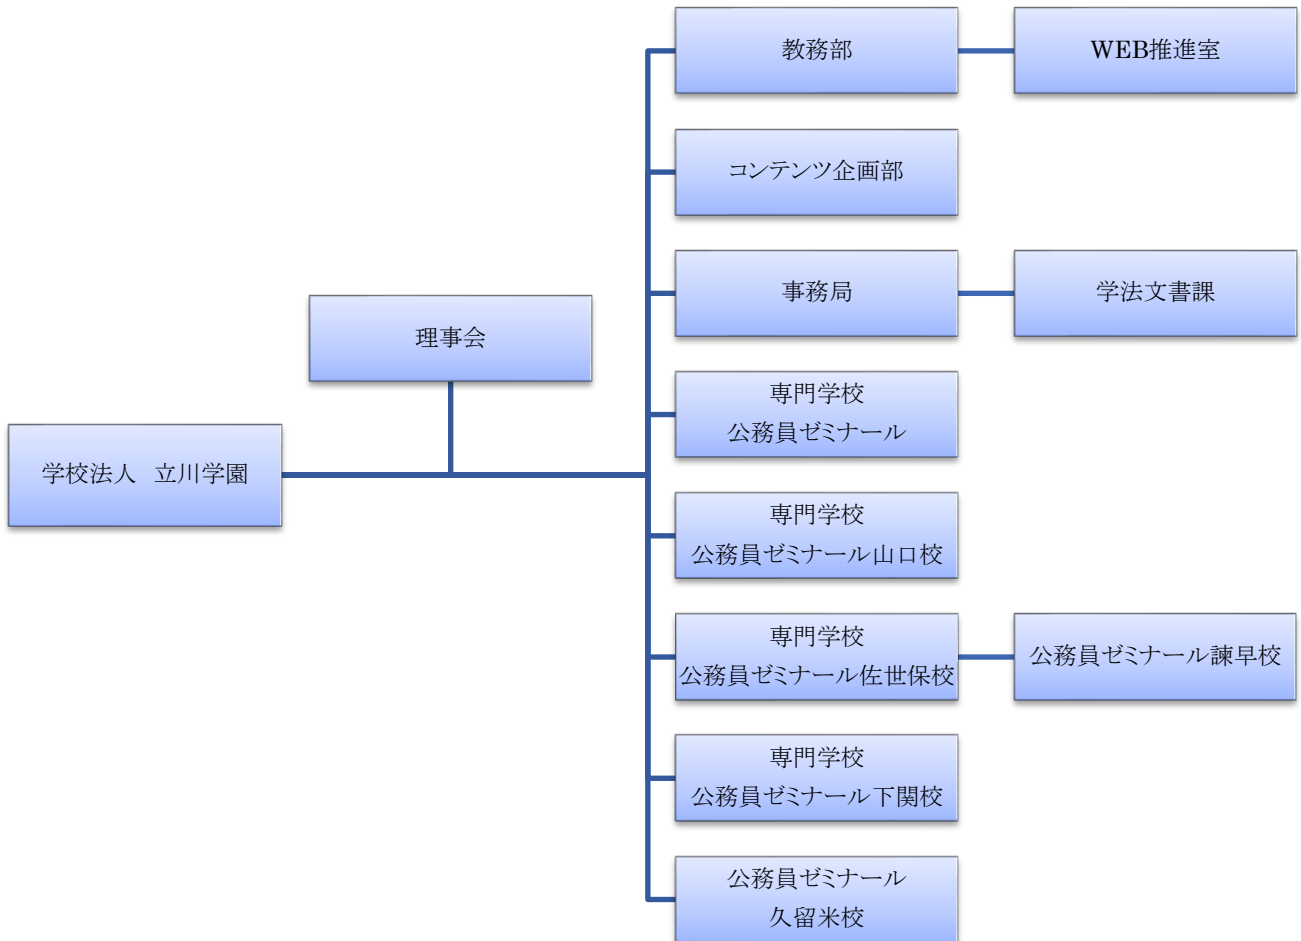 教務部
WEB推進室
コンテンツ企画部
事務局
学法文書課
理事会
専門学校
公務員ゼミナール
学校法人　立川学園
専門学校
公務員ゼミナール山口校
専門学校
公務員ゼミナール佐世保校
公務員ゼミナール諫早校
専門学校
公務員ゼミナール下関校
公務員ゼミナール
久留米校